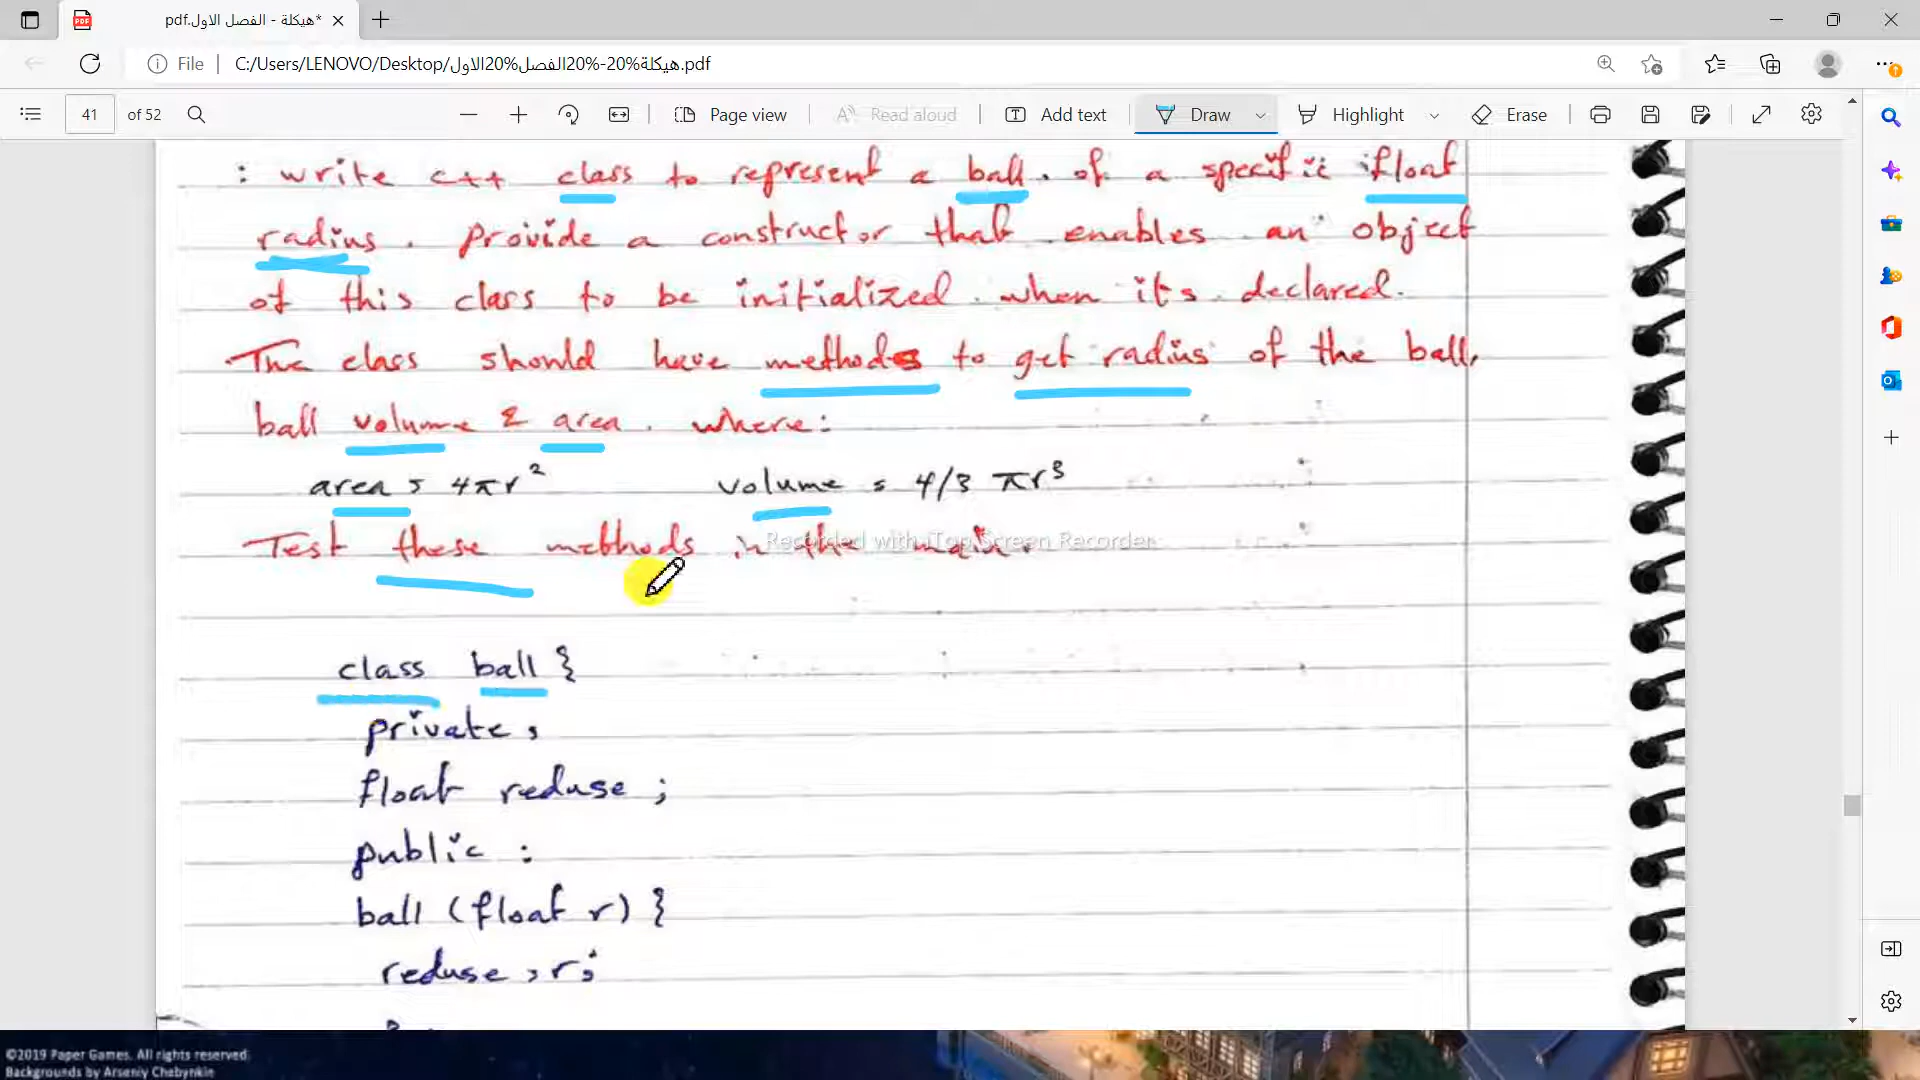 pdf.هيكلة - الفصل الاول*
File
C:/Users/LENOVO/Desktop/هيكلة%20-%20الفصل%20الاول.pdf
41 of 52
Page view
Read aloud
Add text
Draw
Highlight
Erase
: write c++ class to represent a ball of a specific float
radius. Provide a constructor that enables an object
of this class to be initialized when its declared.
The class should have methods to get radius of the ball,
ball volume & area. where:
area = 4πr² volume = 4/3 πr³
Test these methods in the main.
Recorded with iTop Screen Recorder
class ball {
private :
float reduse ;
public :
ball (float r) {
reduse = r;
©2019 Paper Games. All rights reserved.
Backgrounds by Arseniy Chebynkin